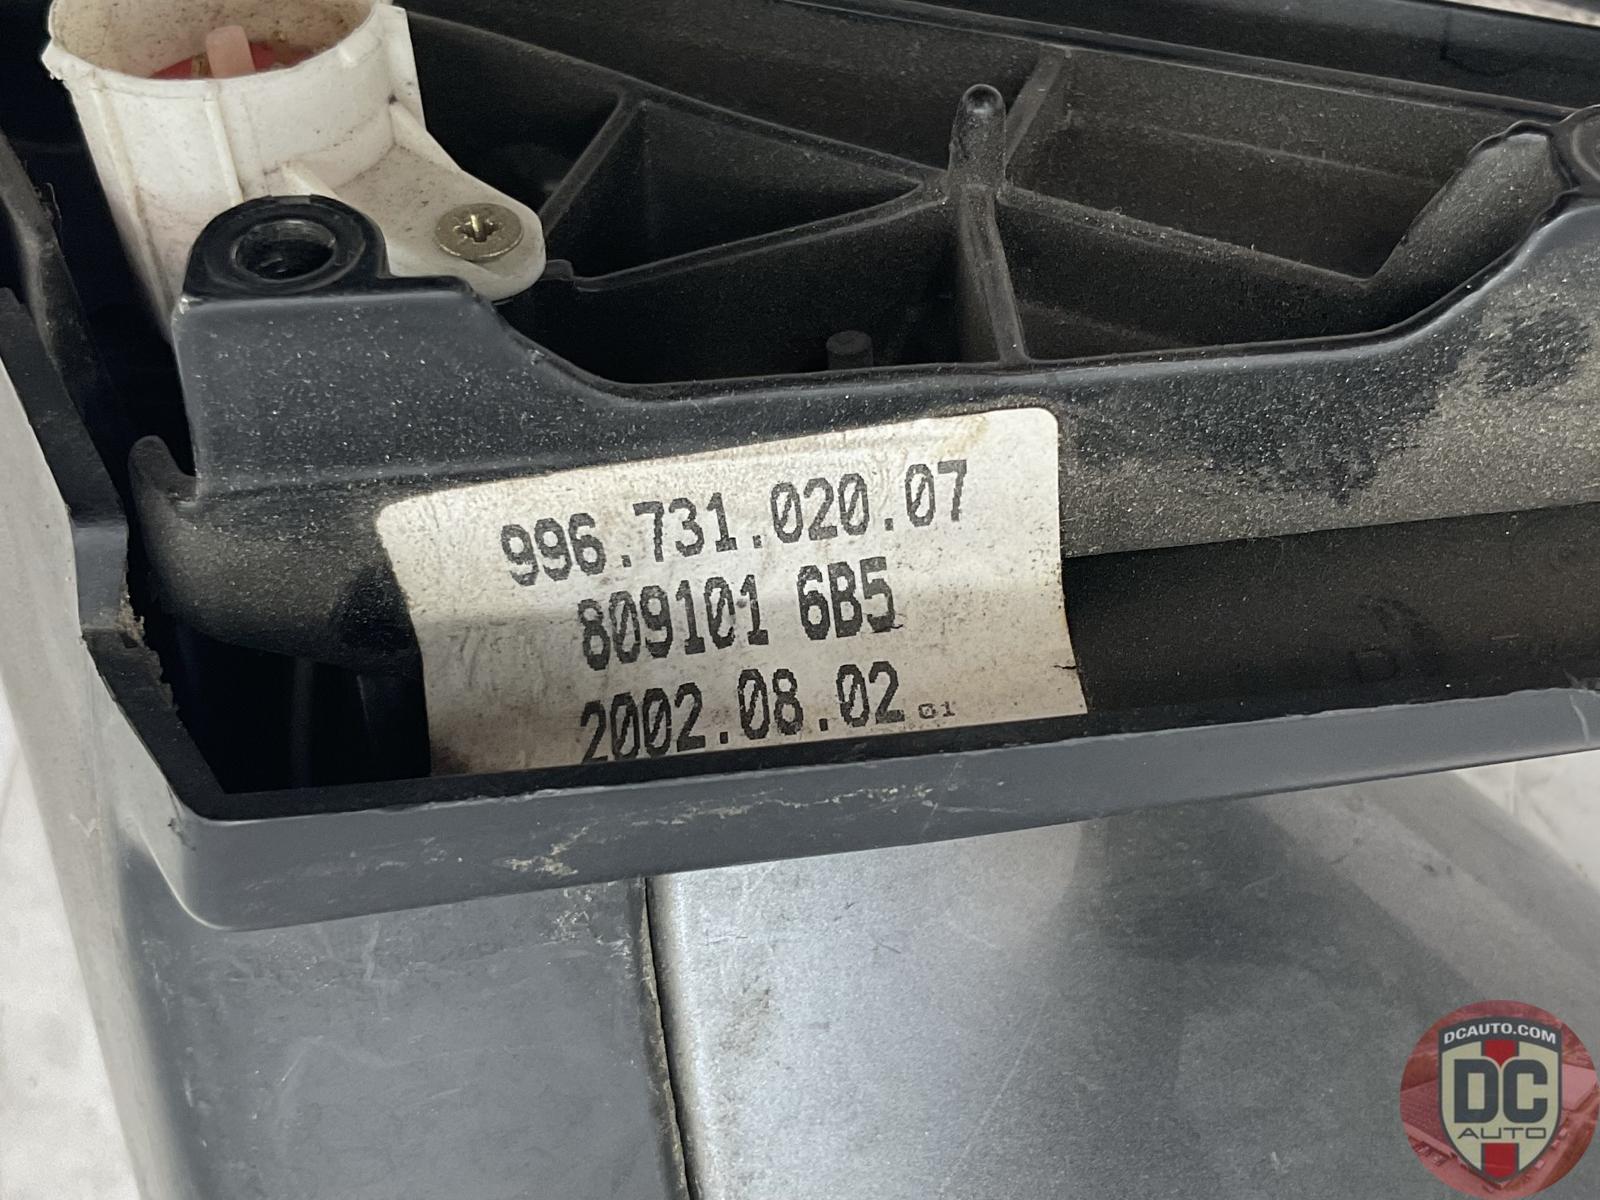 996.731.020.07
809101 6B5
2002.08.02 01
DCAUTO.COM
DC
AUTO